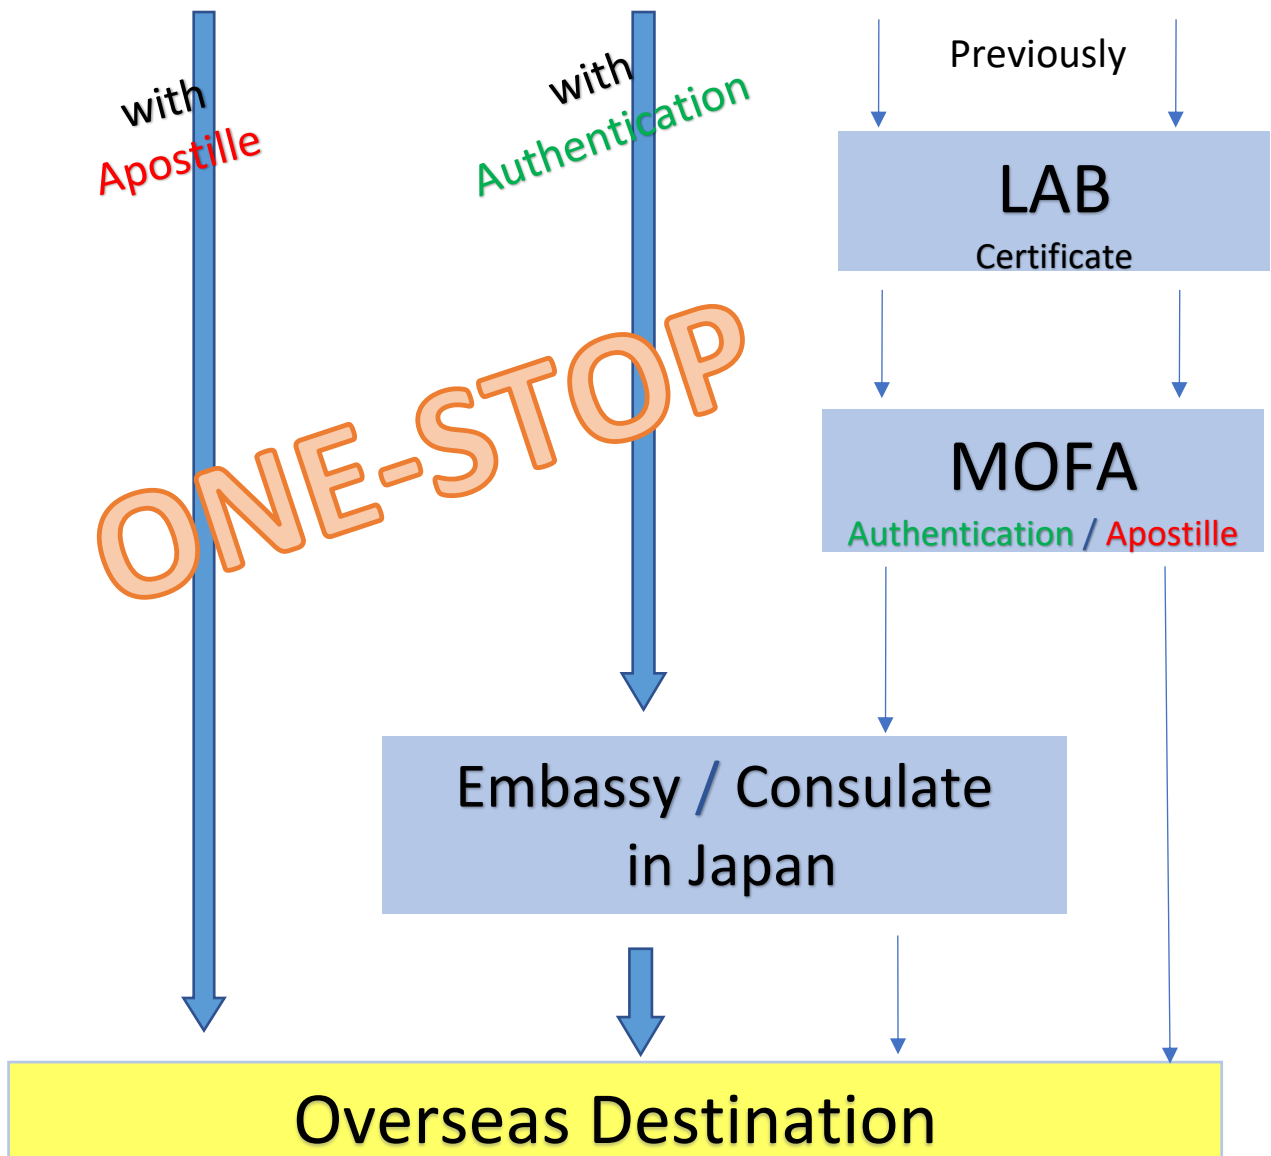 with
Apostille
with
Authentication
Previously
LAB
Certificate
ONE-STOP
MOFA
Authentication / Apostille
Embassy / Consulate
in Japan
Overseas Destination